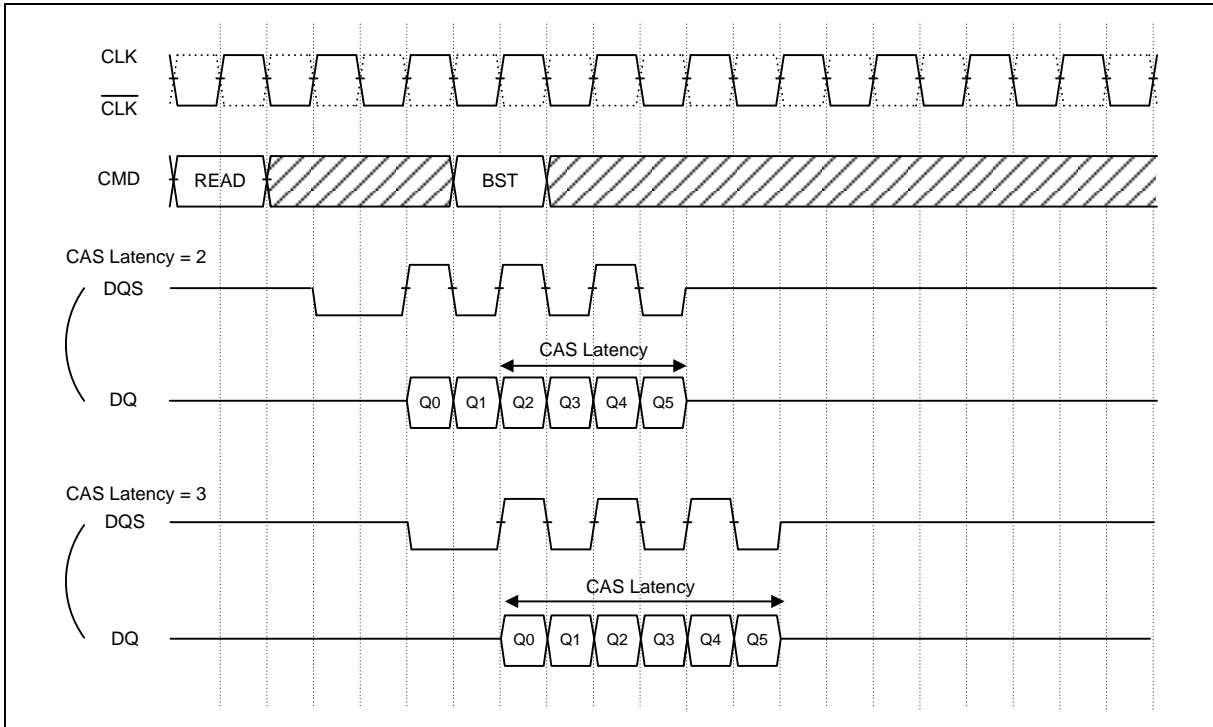 CLK
CLK
CMD READ BST
CAS Latency = 2
DQS
CAS Latency
DQ Q0 Q1 Q2 Q3 Q4 Q5
CAS Latency = 3
DQS
CAS Latency
DQ Q0 Q1 Q2 Q3 Q4 Q5